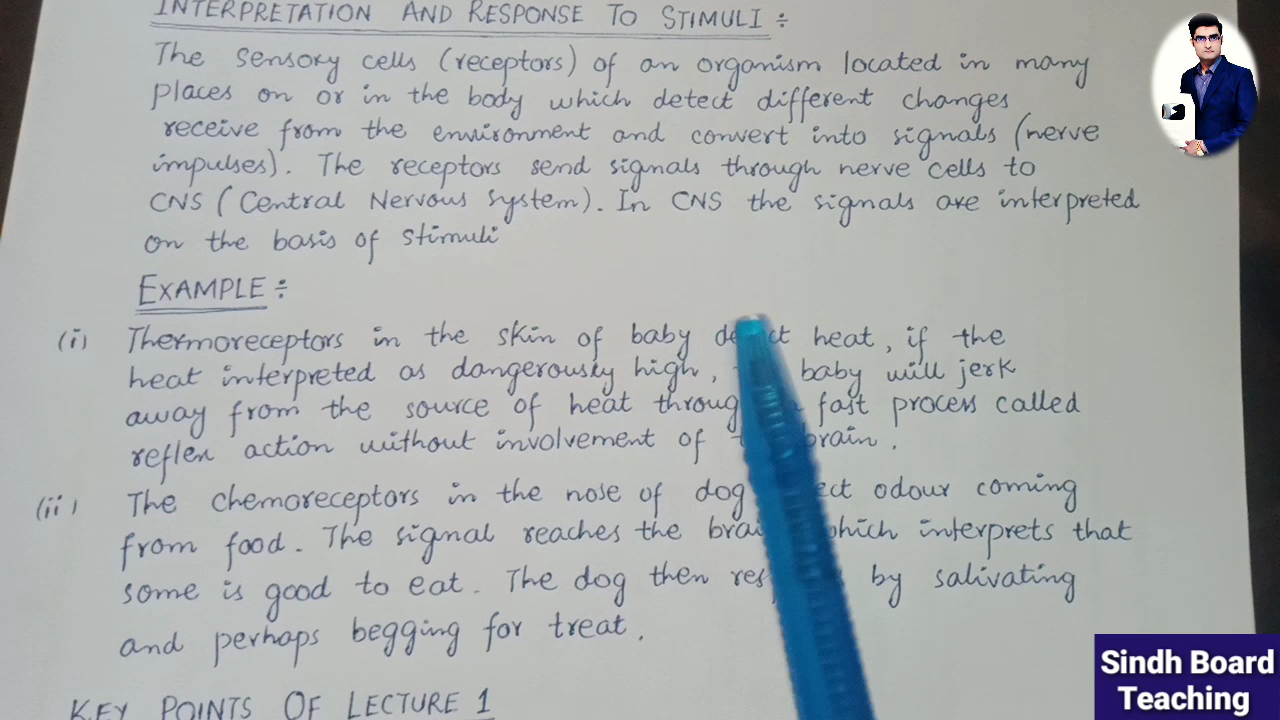 INTERPRETATION AND RESPONSE TO STIMULI :
The sensory cells (receptors) of an organism located in many
places on or in the body which detect different changes
receive from the environment and convert into signals (nerve
impulses). The receptors send signals through nerve cells to
CNS (Central Nervous System). In CNS the signals are interpreted
on the basis of stimuli
EXAMPLE :
(i) Thermoreceptors in the skin of baby heat, if the
heat interpreted as dangerously high, baby will jerk
away from the source of heat fast process called
reflex action without involvement of brain.
(ii) The chemoreceptors in the nose of dog odour coming
from food. The signal reaches the which interprets that
some is good to eat. The dog then by salivating
and perhaps begging for treat.
KEY POINTS OF LECTURE 1
Sindh Board
Teaching